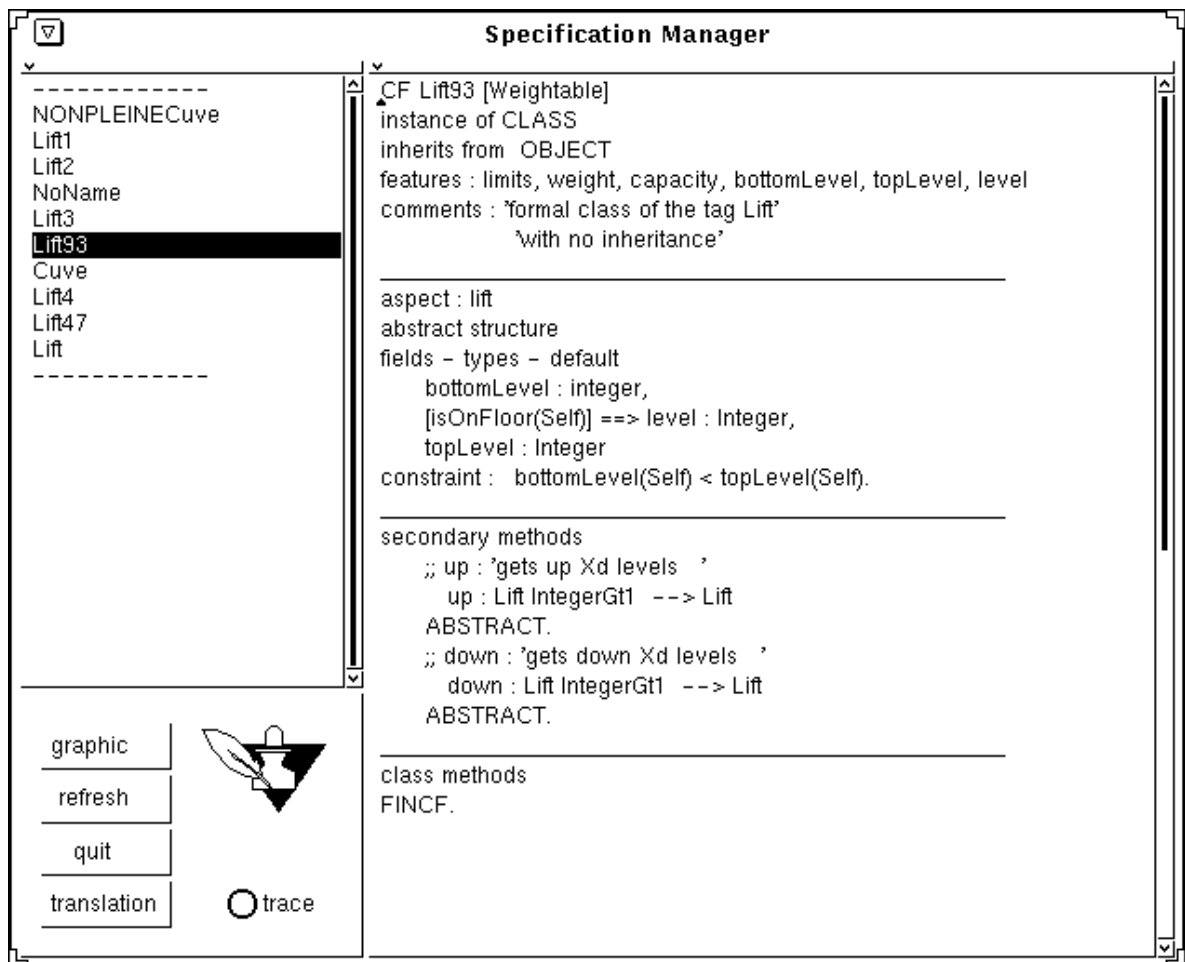 Specification Manager
- - - - - - - - - - - -
NONPLEINECuve
Lift1
Lift2
NoName
Lift3
Lift93
Cuve
Lift4
Lift47
Lift
- - - - - - - - - - - -
graphic
refresh
quit
translation
trace
CF Lift93 [Weightable]
instance of CLASS
inherits from OBJECT
features : limits, weight, capacity, bottomLevel, topLevel, level
comments : 'formal class of the tag Lift'
'with no inheritance'
aspect : lift
abstract structure
fields – types – default
bottomLevel : integer,
[isOnFloor(Self)] ==> level : Integer,
topLevel : Integer
constraint : bottomLevel(Self) < topLevel(Self).
secondary methods
;; up : 'gets up Xd levels '
up : Lift IntegerGt1 --> Lift
ABSTRACT.
;; down : 'gets down Xd levels '
down : Lift IntegerGt1 --> Lift
ABSTRACT.
class methods
FINCF.